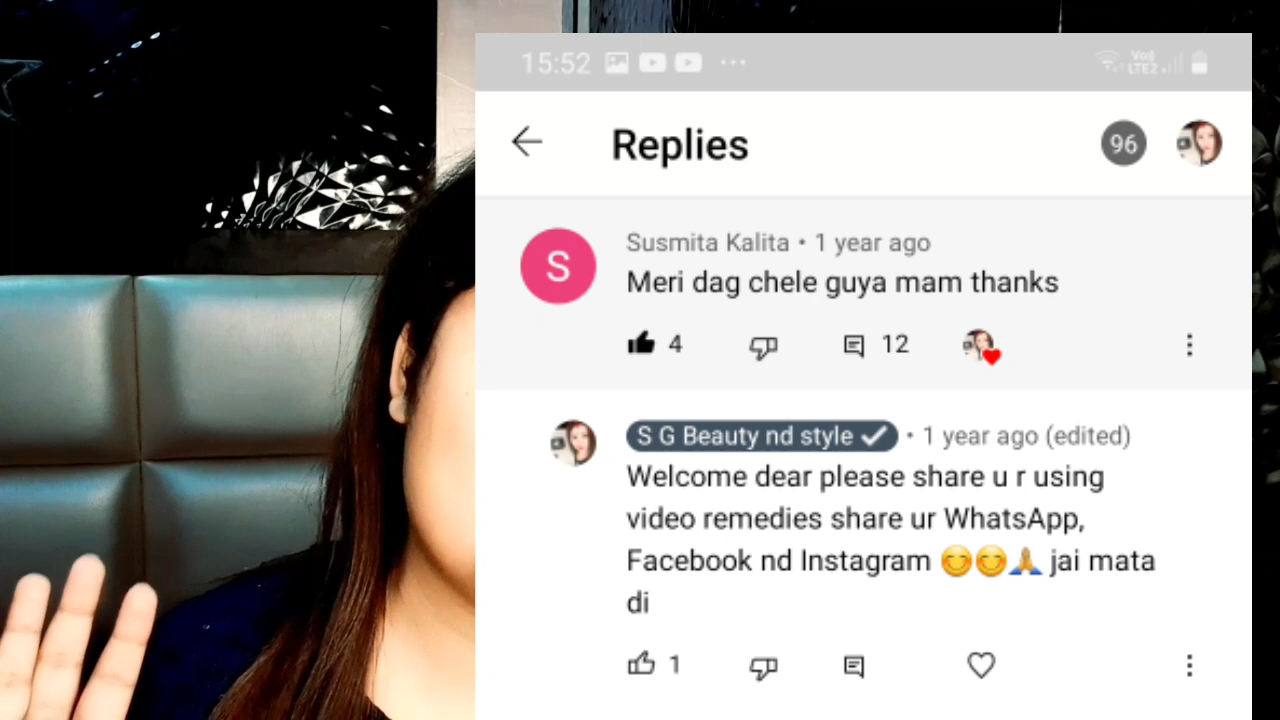 15:52 ... Vo) LTE2
Replies 96
S
Susmita Kalita • 1 year ago
Meri dag chele guya mam thanks
4 12
S G Beauty nd style • 1 year ago (edited)
Welcome dear please share u r using
video remedies share ur WhatsApp,
Facebook nd Instagram 😊😊🙏 jai mata
di
1